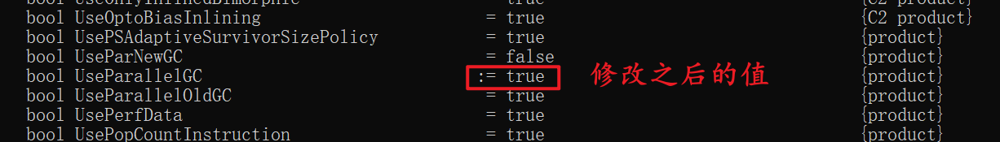 bool UseOnlyInlinedBimorphic = true {C2 product}
bool UseOptoBiasInlining = true {C2 product}
bool UsePSAdaptiveSurvivorSizePolicy = true {product}
bool UseParNewGC = false {product}
bool UseParallelGC := true {product} 修改之后的值
bool UseParallelOldGC = true {product}
bool UsePerfData = true {product}
bool UsePopCountInstruction = true {product}